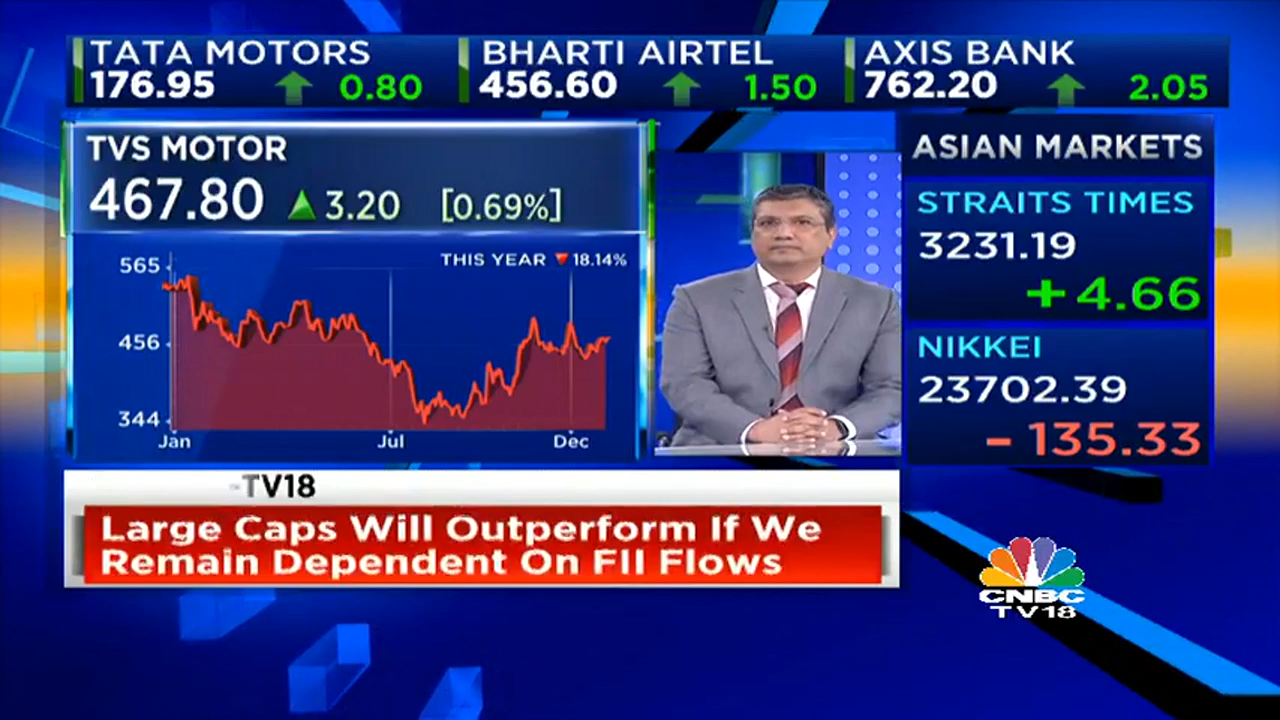 TATA MOTORS
176.95 0.80
BHARTI AIRTEL
456.60 1.50
AXIS BANK
762.20 2.05
TVS MOTOR
467.80 3.20 [0.69%]
THIS YEAR 18.14%
565
456
344
Jan Jul Dec
ASIAN MARKETS
STRAITS TIMES
3231.19
+4.66
NIKKEI
23702.39
- 135.33
-TV18
Large Caps Will Outperform If We
Remain Dependent On FII Flows
CNBC
TV18